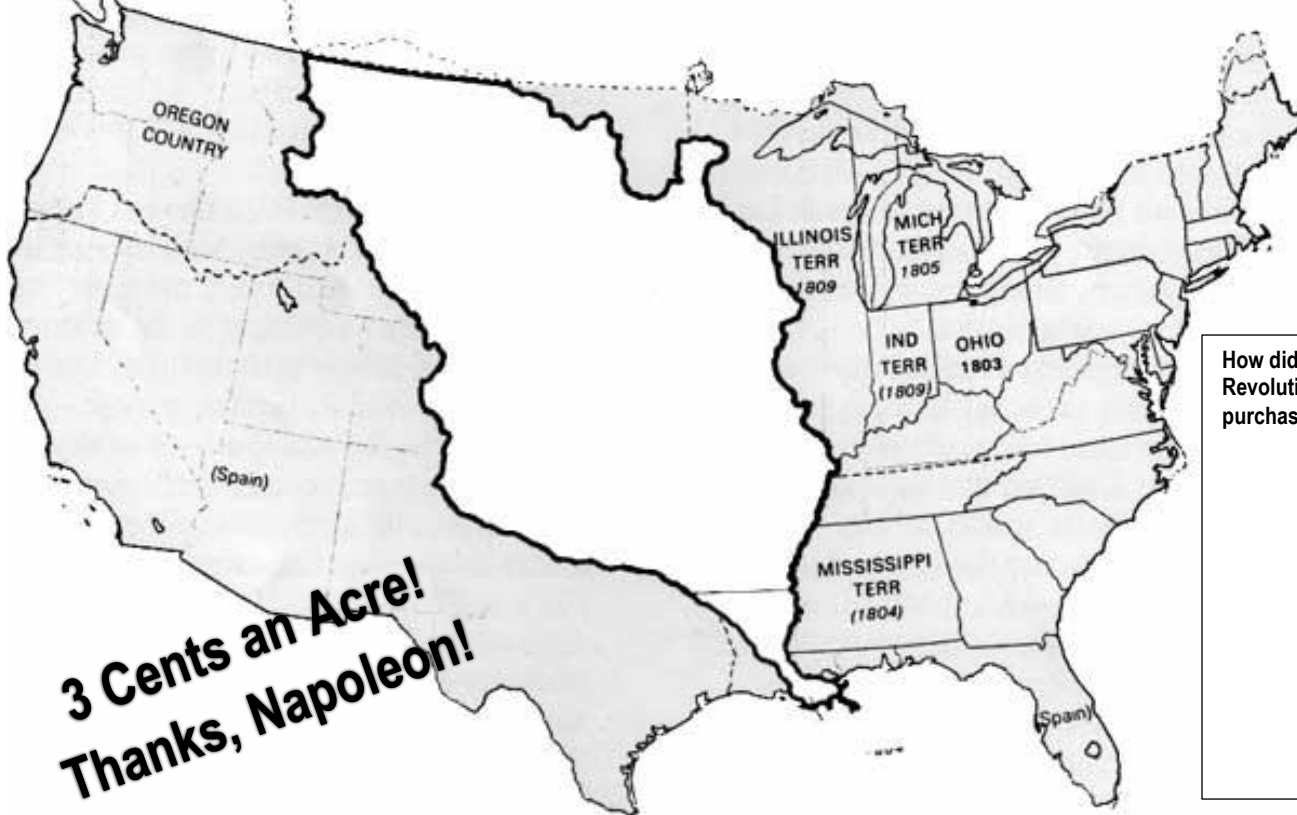 OREGON
COUNTRY
ILLINOIS
TERR
1809
MICH
TERR
1805
IND
TERR
(1809)
OHIO
1803
How did
Revoluti
purchas
(Spain)
MISSISSIPPI
TERR
(1804)
(Spain)
3 Cents an Acre!
Thanks, Napoleon!